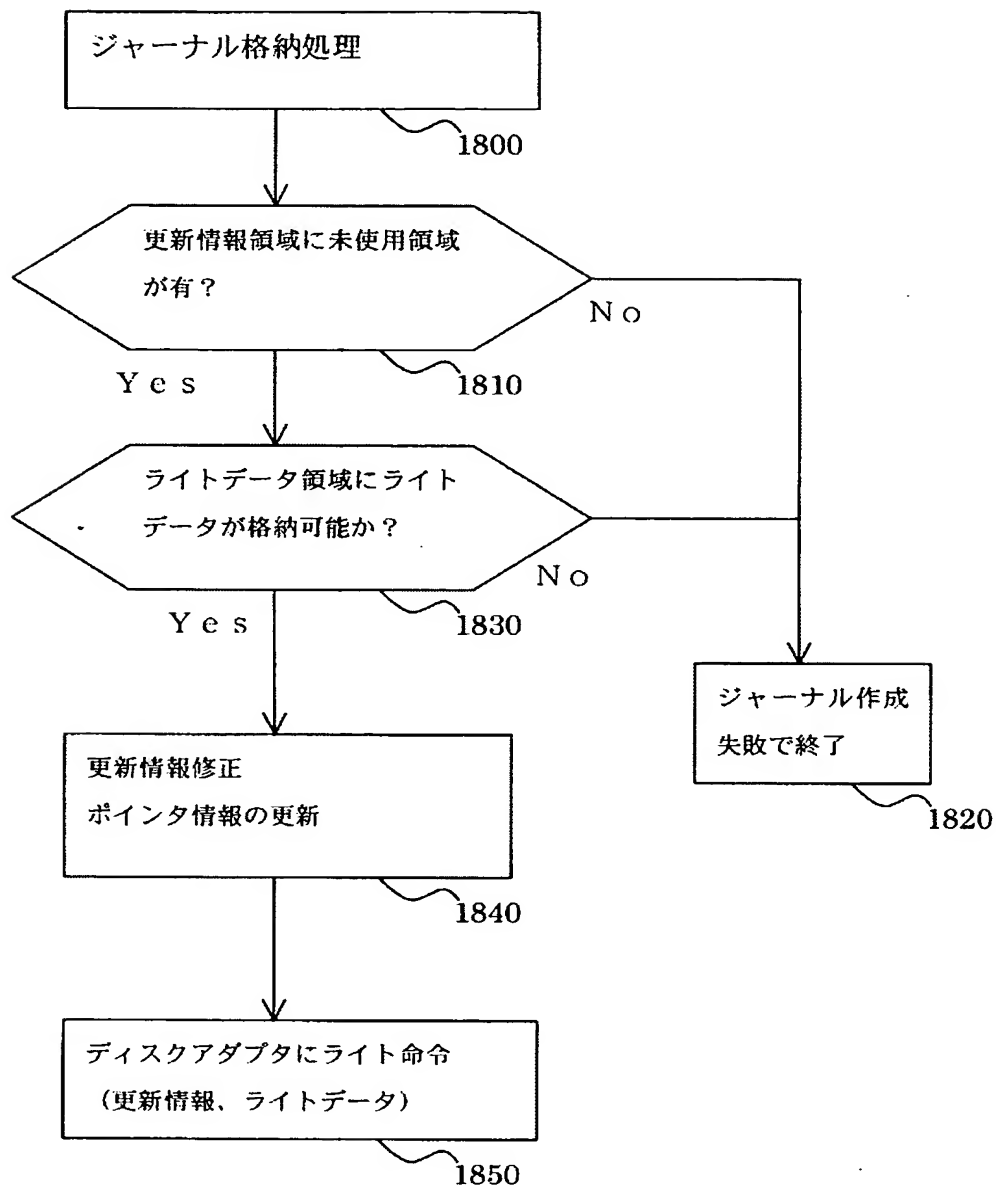 ジャーナル格納処理
1800
更新情報領域に未使用領域
が有？
No
Yes
1810
ライトデータ領域にライト
データが格納可能か？
No
Yes
1830
ジャーナル作成
失敗で終了
1820
更新情報修正
ポインタ情報の更新
1840
ディスクアダプタにライト命令
（更新情報、ライトデータ）
1850